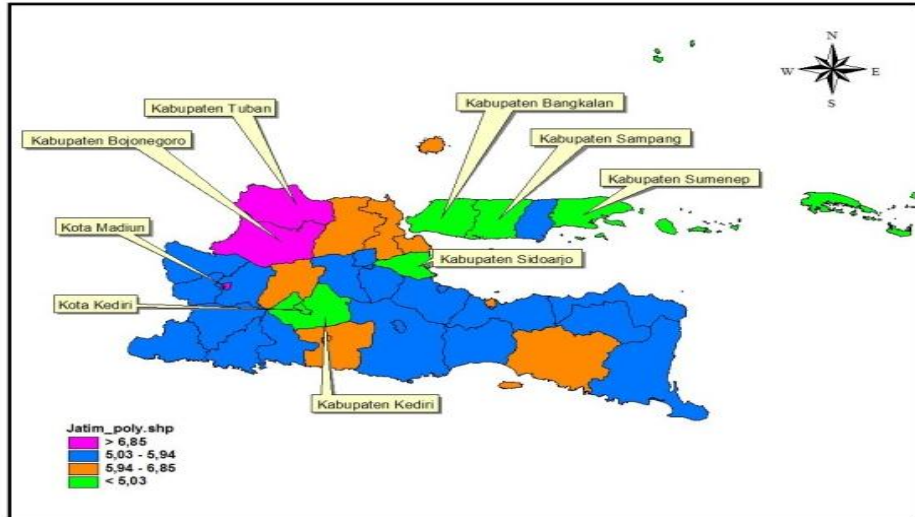 N
W E
S
Kabupaten Tuban
Kabupaten Bangkalan
Kabupaten Bojonegoro
Kabupaten Sampang
Kabupaten Sumenep
Kota Madiun
Kabupaten Sidoarjo
Kota Kediri
Kabupaten Kediri
Jatim_poly.shp
> 6,85
5,03 - 5,94
5,94 - 6,85
< 5,03